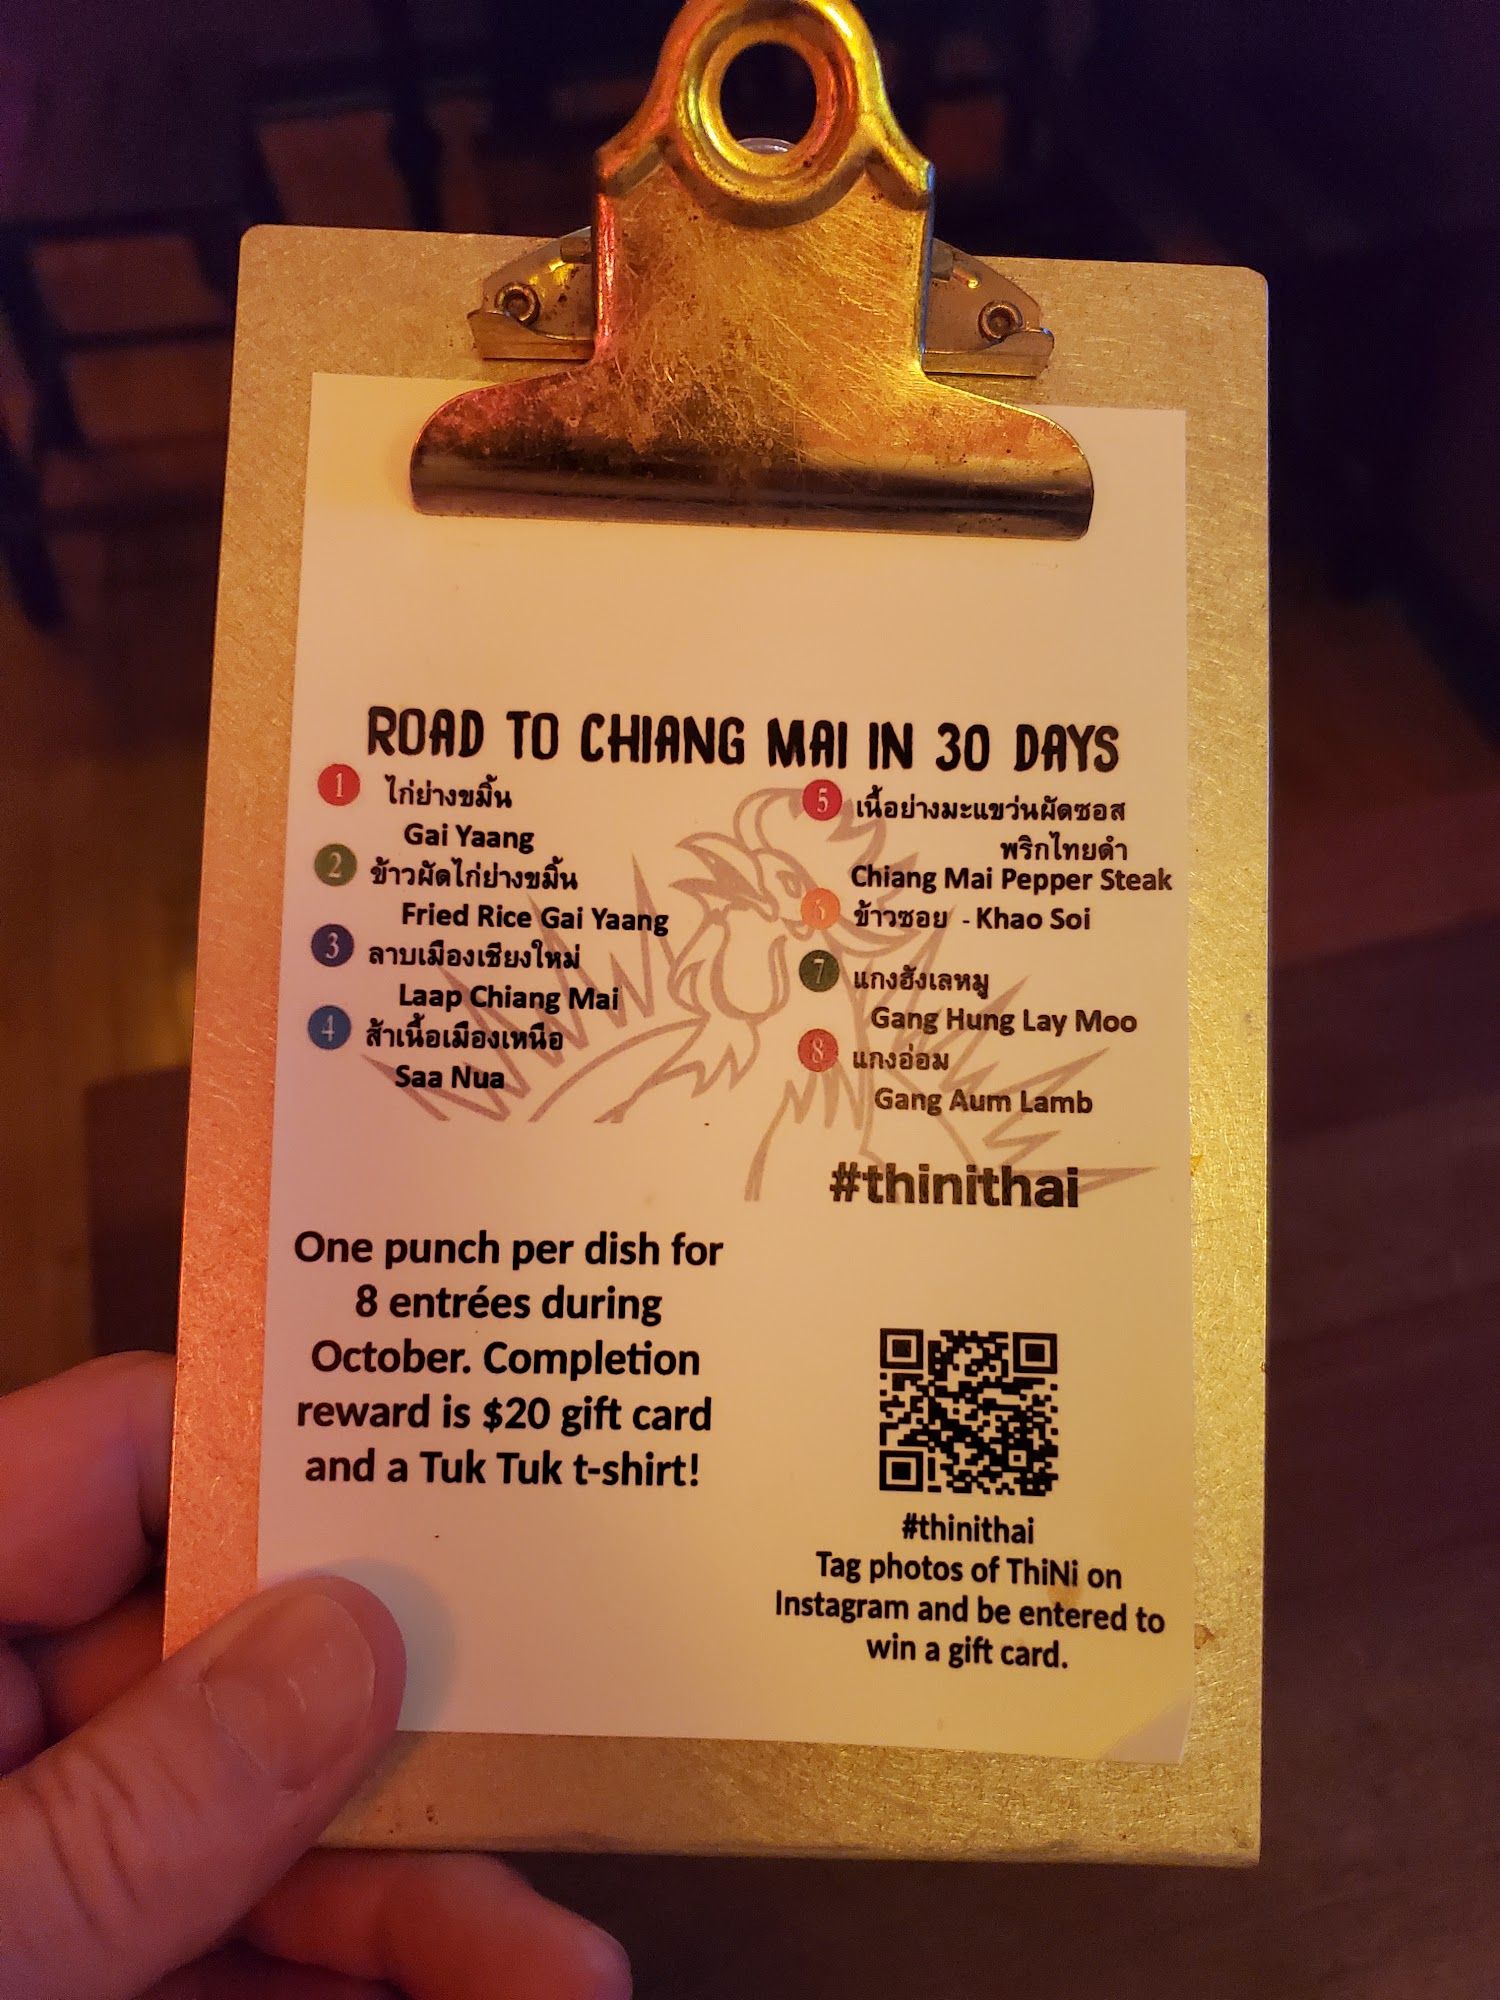 ROAD TO CHIANG MAI IN 30 DAYS
1 ไก่ย่างขมิ้น
Gai Yaang
2 ข้าวผัดไก่ย่างขมิ้น
Fried Rice Gai Yaang
3 ลาบเมืองเชียงใหม่
Laap Chiang Mai
4 ส้าเนื้อเมืองเหนือ
Saa Nua
5 เนื้อย่างมะแขว่นผัดซอส
พริกไทยดำ
Chiang Mai Pepper Steak
6 ข้าวซอย - Khao Soi
7 แกงฮังเลหมู
Gang Hung Lay Moo
8 แกงอ่อม
Gang Aum Lamb
#thinithai
One punch per dish for
8 entrées during
October. Completion
reward is $20 gift card
and a Tuk Tuk t-shirt!
#thinithai
Tag photos of ThiNi on
Instagram and be entered to
win a gift card.